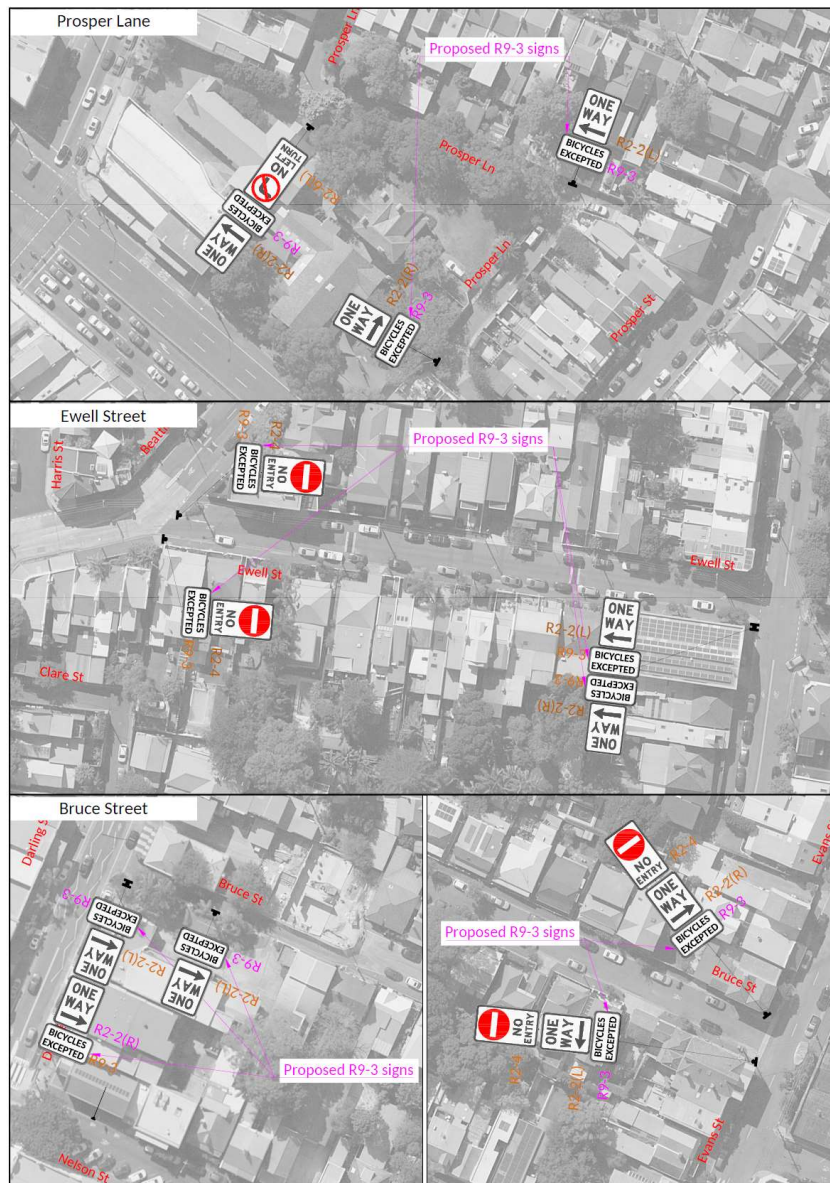 Prosper Lane
Prosper Ln
Proposed R9-3 signs
ONE
WAY
R2-2(L)
BICYCLES
EXCEPTED
R9-3
Prosper Ln
NO
LEFT
TURN
R2-6(L)
BICYCLES
EXCEPTED
R9-3
ONE
WAY
R2-2(R)
Prosper Ln
R2-2(R)
R9-3
ONE
WAY
BICYCLES
EXCEPTED
Prosper St
Ewell Street
Harris St
Beatti
R9-3
R2-4
BICYCLES
EXCEPTED
NO
ENTRY
Proposed R9-3 signs
Ewell St
Ewell St
BICYCLES
EXCEPTED
NO
ENTRY
R9-3
R2-4
Clare St
ONE
WAY
R2-2(L)
R9-3
BICYCLES
EXCEPTED
R9-3
BICYCLES
EXCEPTED
R2-2(R)
ONE
WAY
Bruce Street
Darling S
R9-3
BICYCLES
EXCEPTED
Bruce St
ONE
WAY
R2-2(L)
BICYCLES
EXCEPTED
R9-3
ONE
WAY
R2-2(L)
ONE
WAY
R2-2(R)
BICYCLES
EXCEPTED
R9-3
Proposed R9-3 signs
Nelson St
Evans S
NO
ENTRY
R2-4
ONE
WAY
R2-2(R)
BICYCLES
EXCEPTED
R9-3
Proposed R9-3 signs
Bruce St
NO
ENTRY
R2-4
ONE
WAY
R2-2(L)
BICYCLES
EXCEPTED
R9-3
Evans St